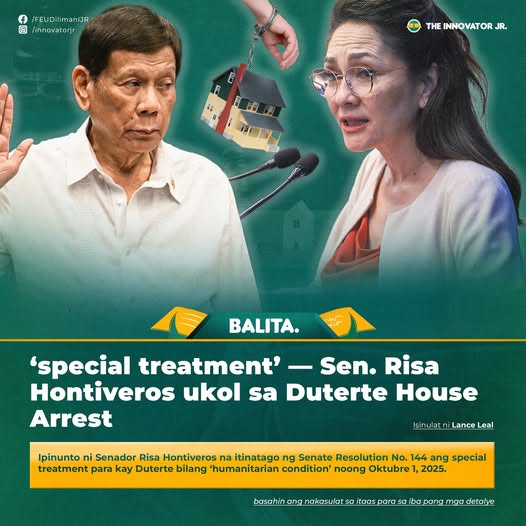 /FEUDilimanIJR
/innovatorjr
THE INNOVATOR JR.
BALITA.
‘special treatment’ — Sen. Risa
Hontiveros ukol sa Duterte House
Arrest
Isinulat ni Lance Leal
Ipinunto ni Senador Risa Hontiveros na itinatago ng Senate Resolution No. 144 ang special
treatment para kay Duterte bilang ‘humanitarian condition’ noong Oktubre 1, 2025.
basahin ang nakasulat sa itaas para sa iba pang mga detalye